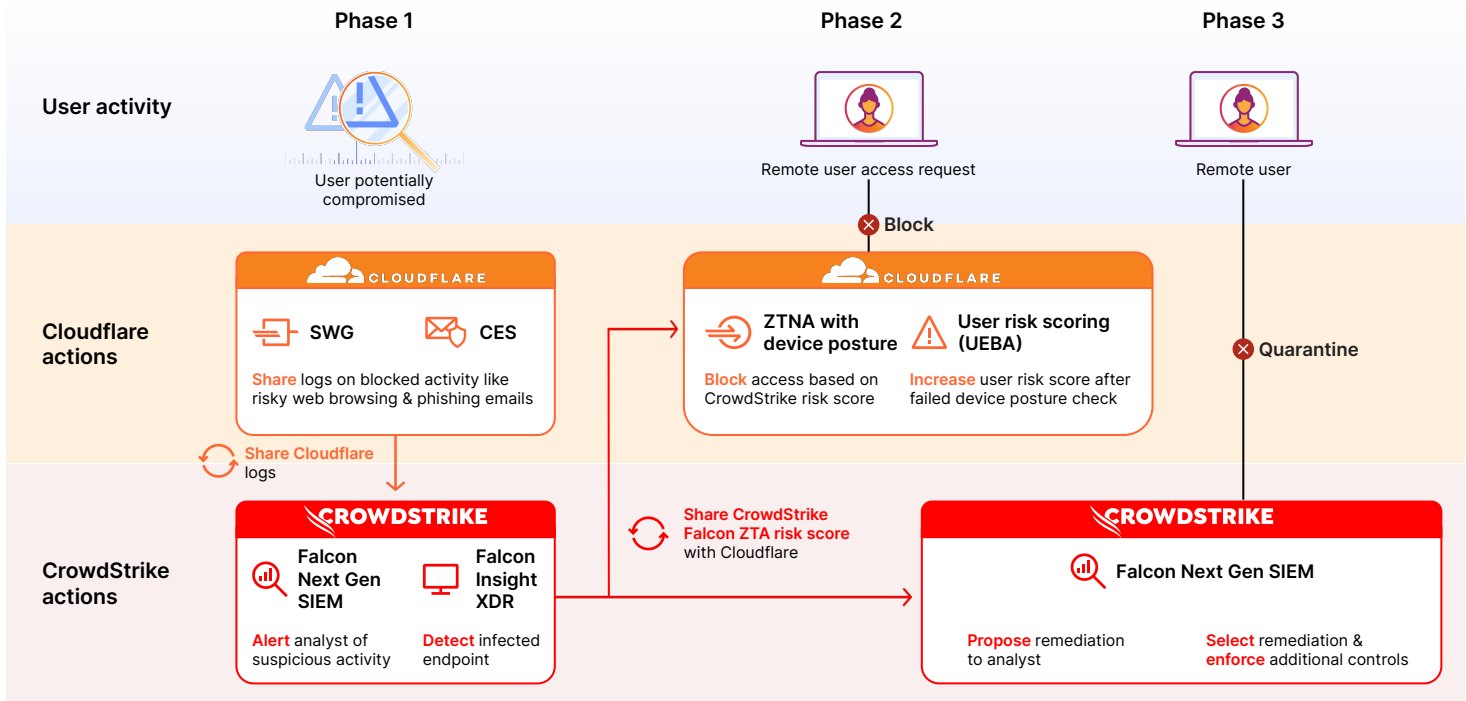 Phase 1
Phase 2
Phase 3
User activity
User potentially
compromised
Remote user access request
Remote user
Block
Cloudflare
actions
CLOUDFLARE
SWG
CES
Share logs on blocked activity like
risky web browsing & phishing emails
CLOUDFLARE
ZTNA with
device posture
Block access based on
CrowdStrike risk score
User risk scoring
(UEBA)
Increase user risk score after
failed device posture check
Quarantine
Share Cloudflare
logs
CrowdStrike
actions
CROWDSTRIKE
Falcon
Next Gen
SIEM
Alert analyst of
suspicious activity
Falcon
Insight
XDR
Detect infected
endpoint
Share CrowdStrike
Falcon ZTA risk score
with Cloudflare
CROWDSTRIKE
Falcon Next Gen SIEM
Propose remediation
to analyst
Select remediation &
enforce additional controls